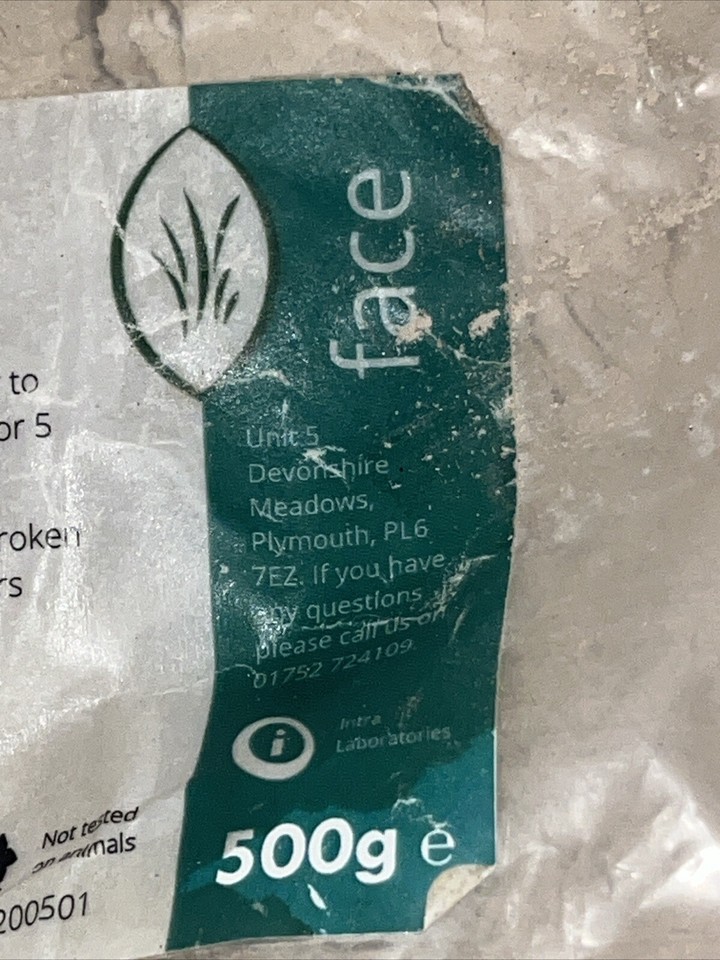 face
to
or 5
roken
rs
Unit 5
Devonshire
Meadows,
Plymouth, PL6
7EZ. If you have
any questions
please call us on
01752 724109.
i
Intra
Laboratories
500g e
Not tested
on animals
200501